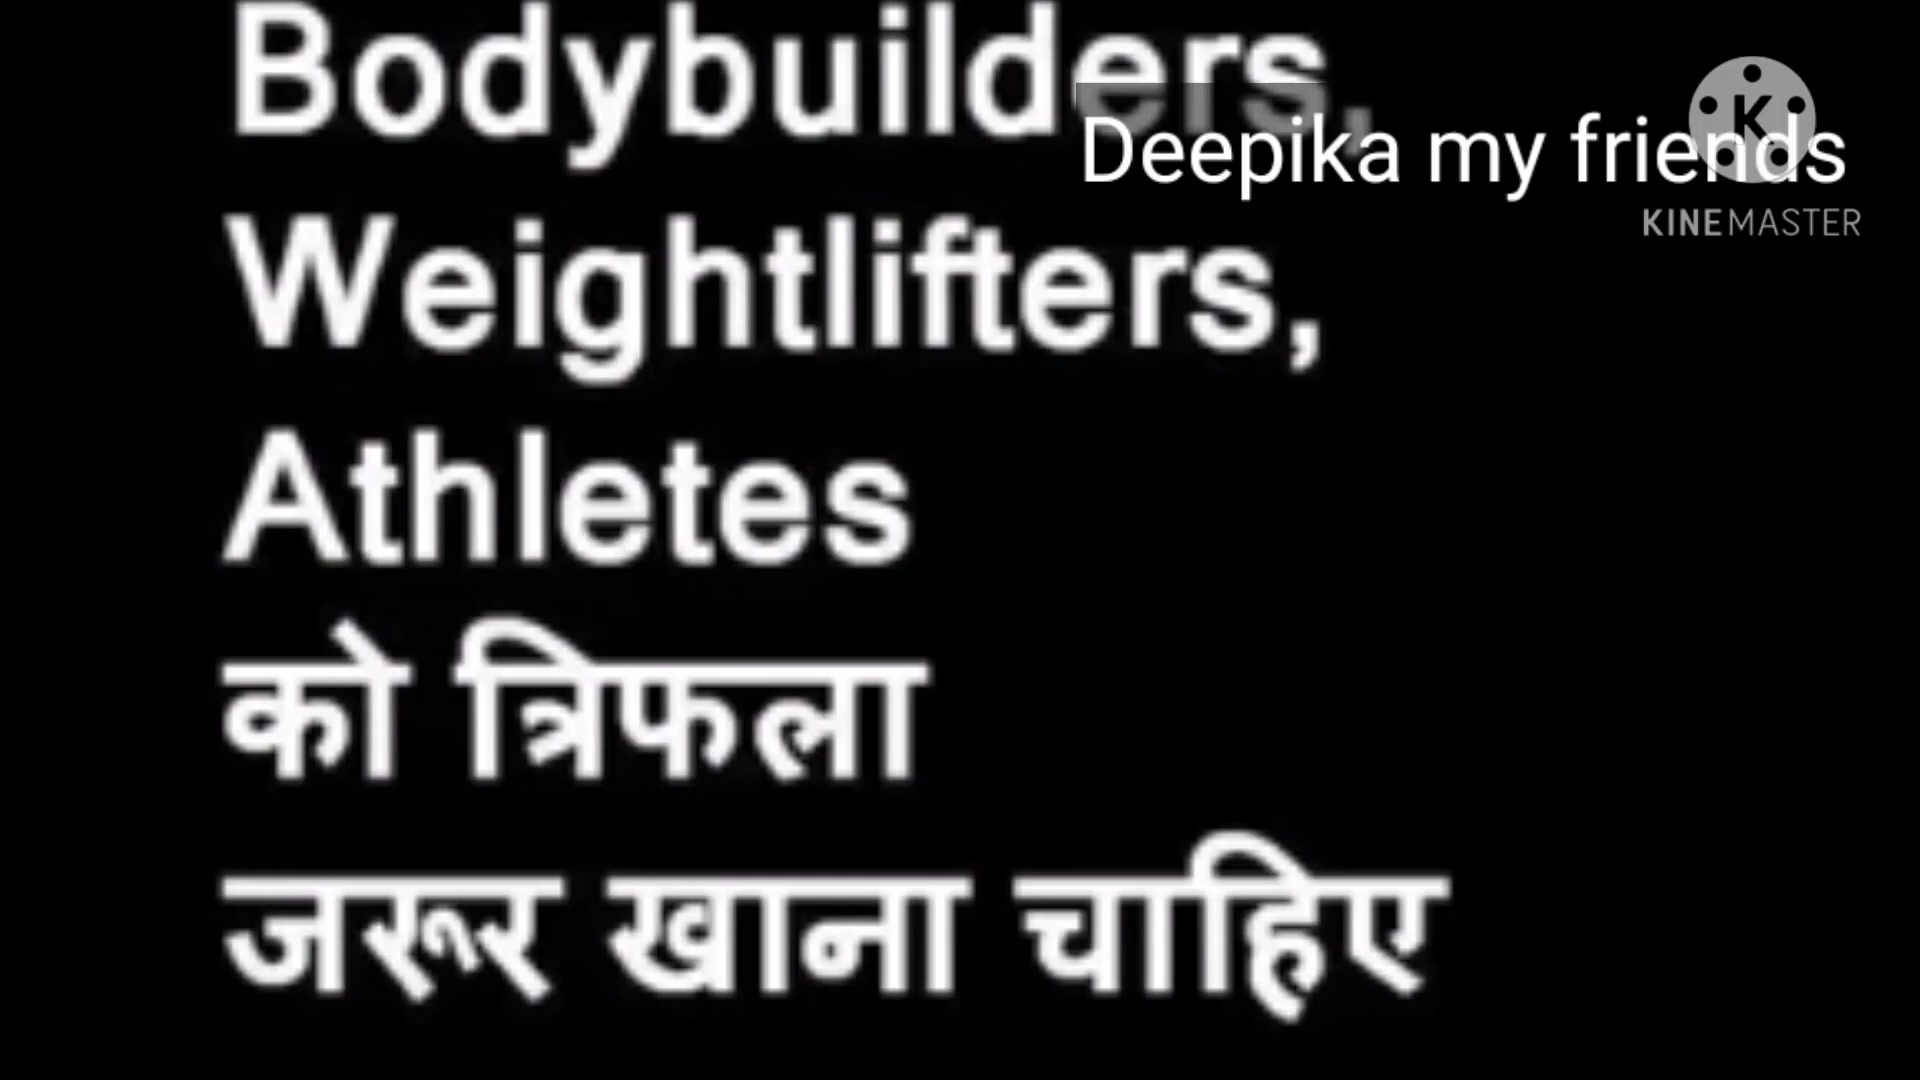 Bodybuilders,
Deepika my friends
KINEMASTER
Weightlifters,
Athletes
को त्रिफला
जरूर खाना चाहिए